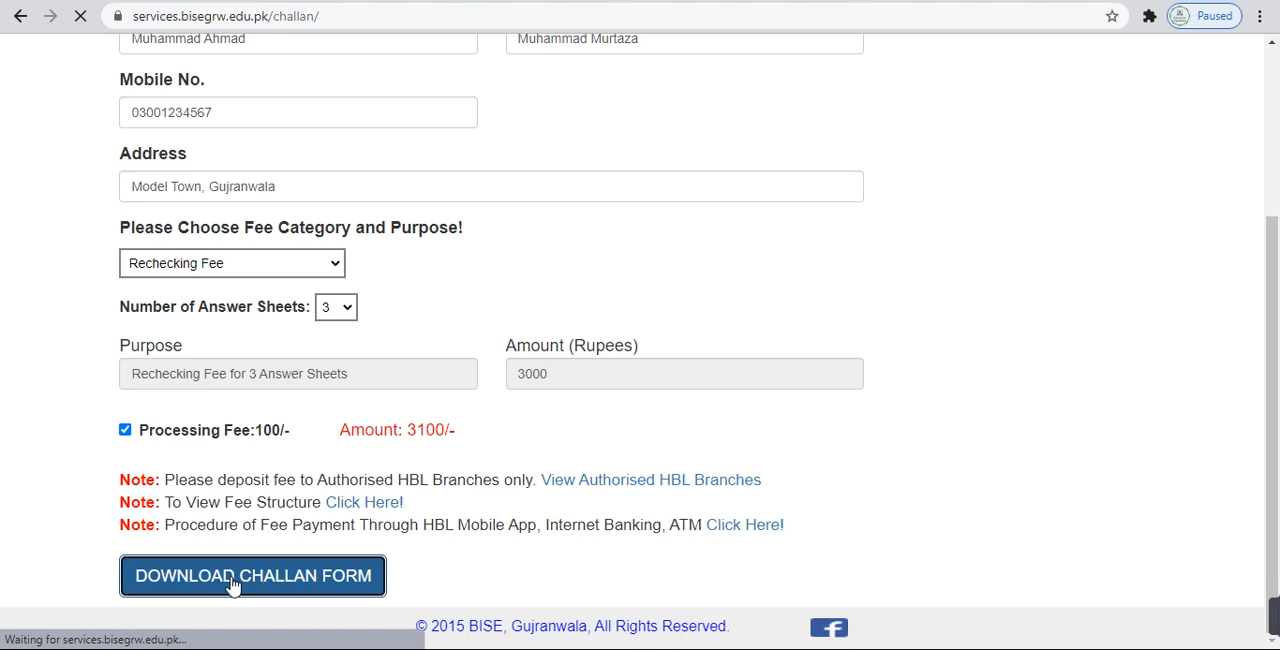 services.bisegrw.edu.pk/challan/
Paused
Muhammad Ahmad Muhammad Murtaza
Mobile No.
03001234567
Address
Model Town, Gujranwala
Please Choose Fee Category and Purpose!
Rechecking Fee
Number of Answer Sheets: 3
Purpose Amount (Rupees)
Rechecking Fee for 3 Answer Sheets 3000
Processing Fee:100/- Amount: 3100/-
Note: Please deposit fee to Authorised HBL Branches only. View Authorised HBL Branches
Note: To View Fee Structure Click Here!
Note: Procedure of Fee Payment Through HBL Mobile App, Internet Banking, ATM Click Here!
DOWNLOAD CHALLAN FORM
© 2015 BISE, Gujranwala, All Rights Reserved.
Waiting for services.bisegrw.edu.pk...